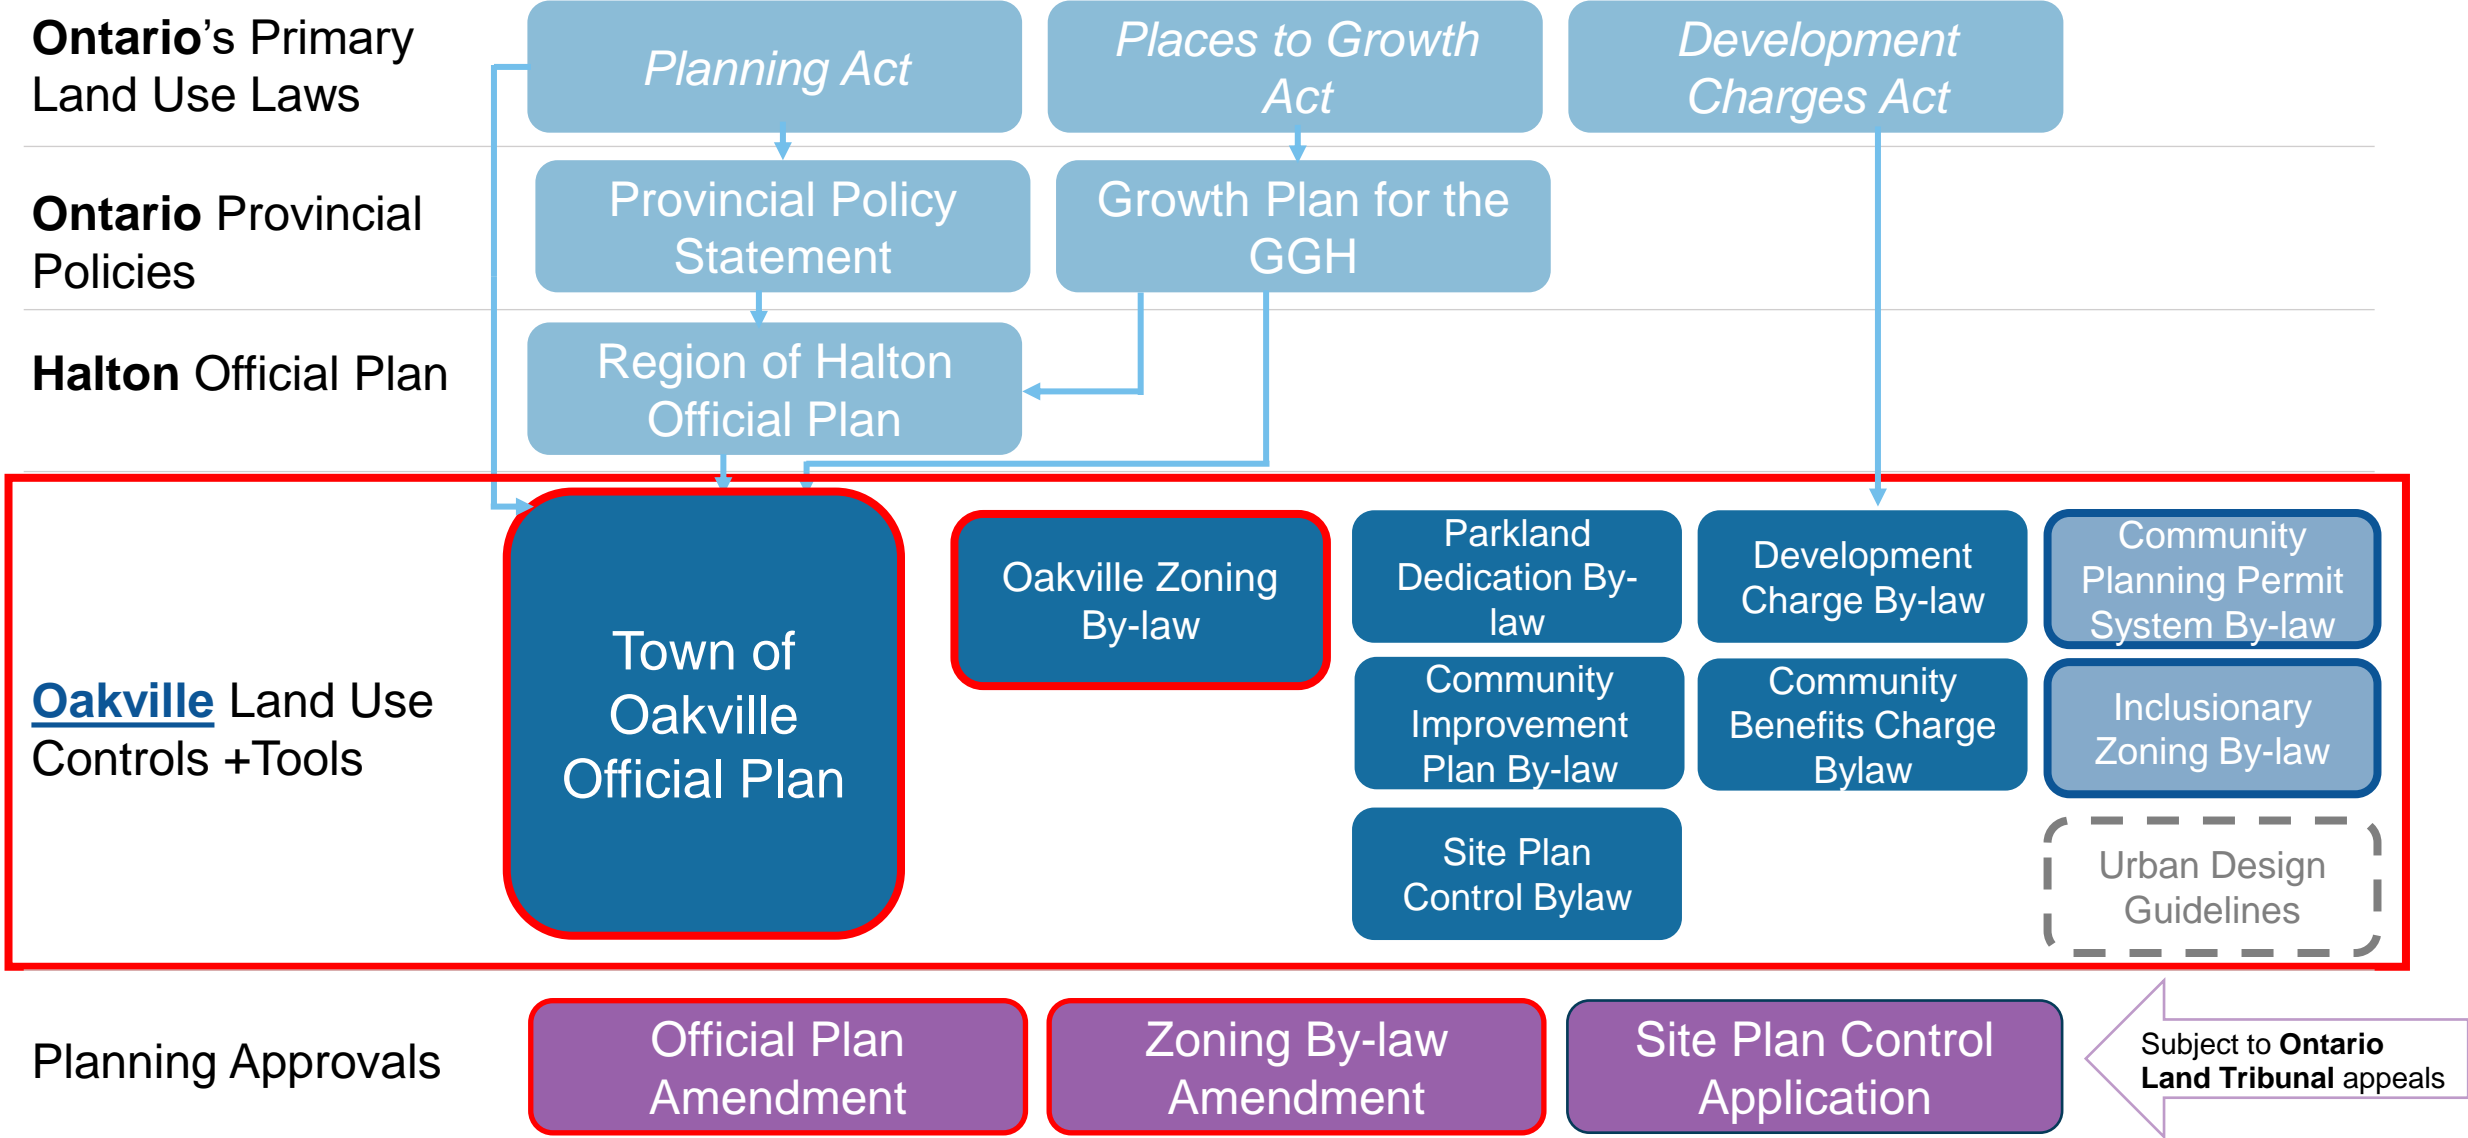 Ontario's Primary
Land Use Laws
Planning Act
Places to Growth
Act
Development
Charges Act
Ontario Provincial
Policies
Provincial Policy
Statement
Growth Plan for the
GGH
Halton Official Plan
Region of Halton
Official Plan
Oakville Land Use
Controls +Tools
Town of
Oakville
Official Plan
Oakville Zoning
By-law
Parkland
Dedication By-
law
Development
Charge By-law
Community
Planning Permit
System By-law
Community
Improvement
Plan By-law
Community
Benefits Charge
Bylaw
Inclusionary
Zoning By-law
Site Plan
Control Bylaw
Urban Design
Guidelines
Planning Approvals
Official Plan
Amendment
Zoning By-law
Amendment
Site Plan Control
Application
Subject to Ontario
Land Tribunal appeals